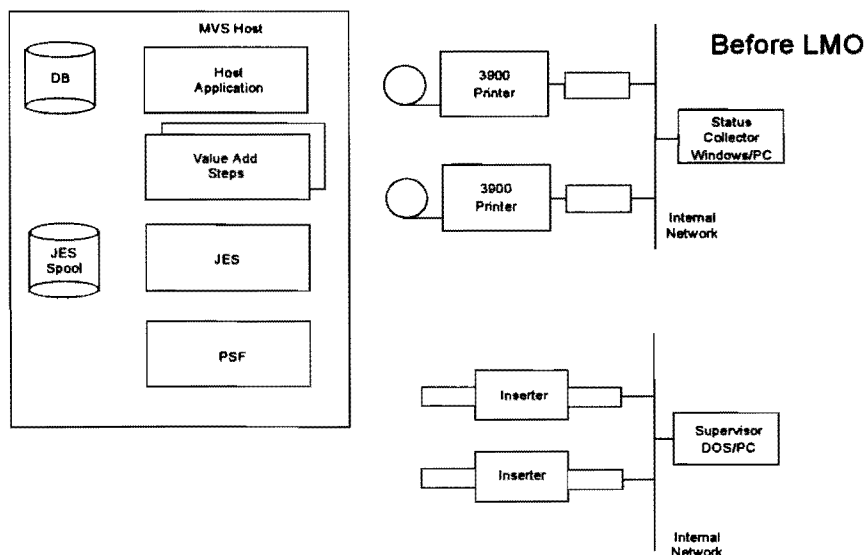 Before LMO
MVS Host
DB
Host
Application
Value Add
Steps
JES
Spool
JES
PSF
3900
Printer
3900
Printer
Status
Collector
Windows/PC
Internal
Network
Inserter
Inserter
Supervisor
DOS/PC
Internal
Network